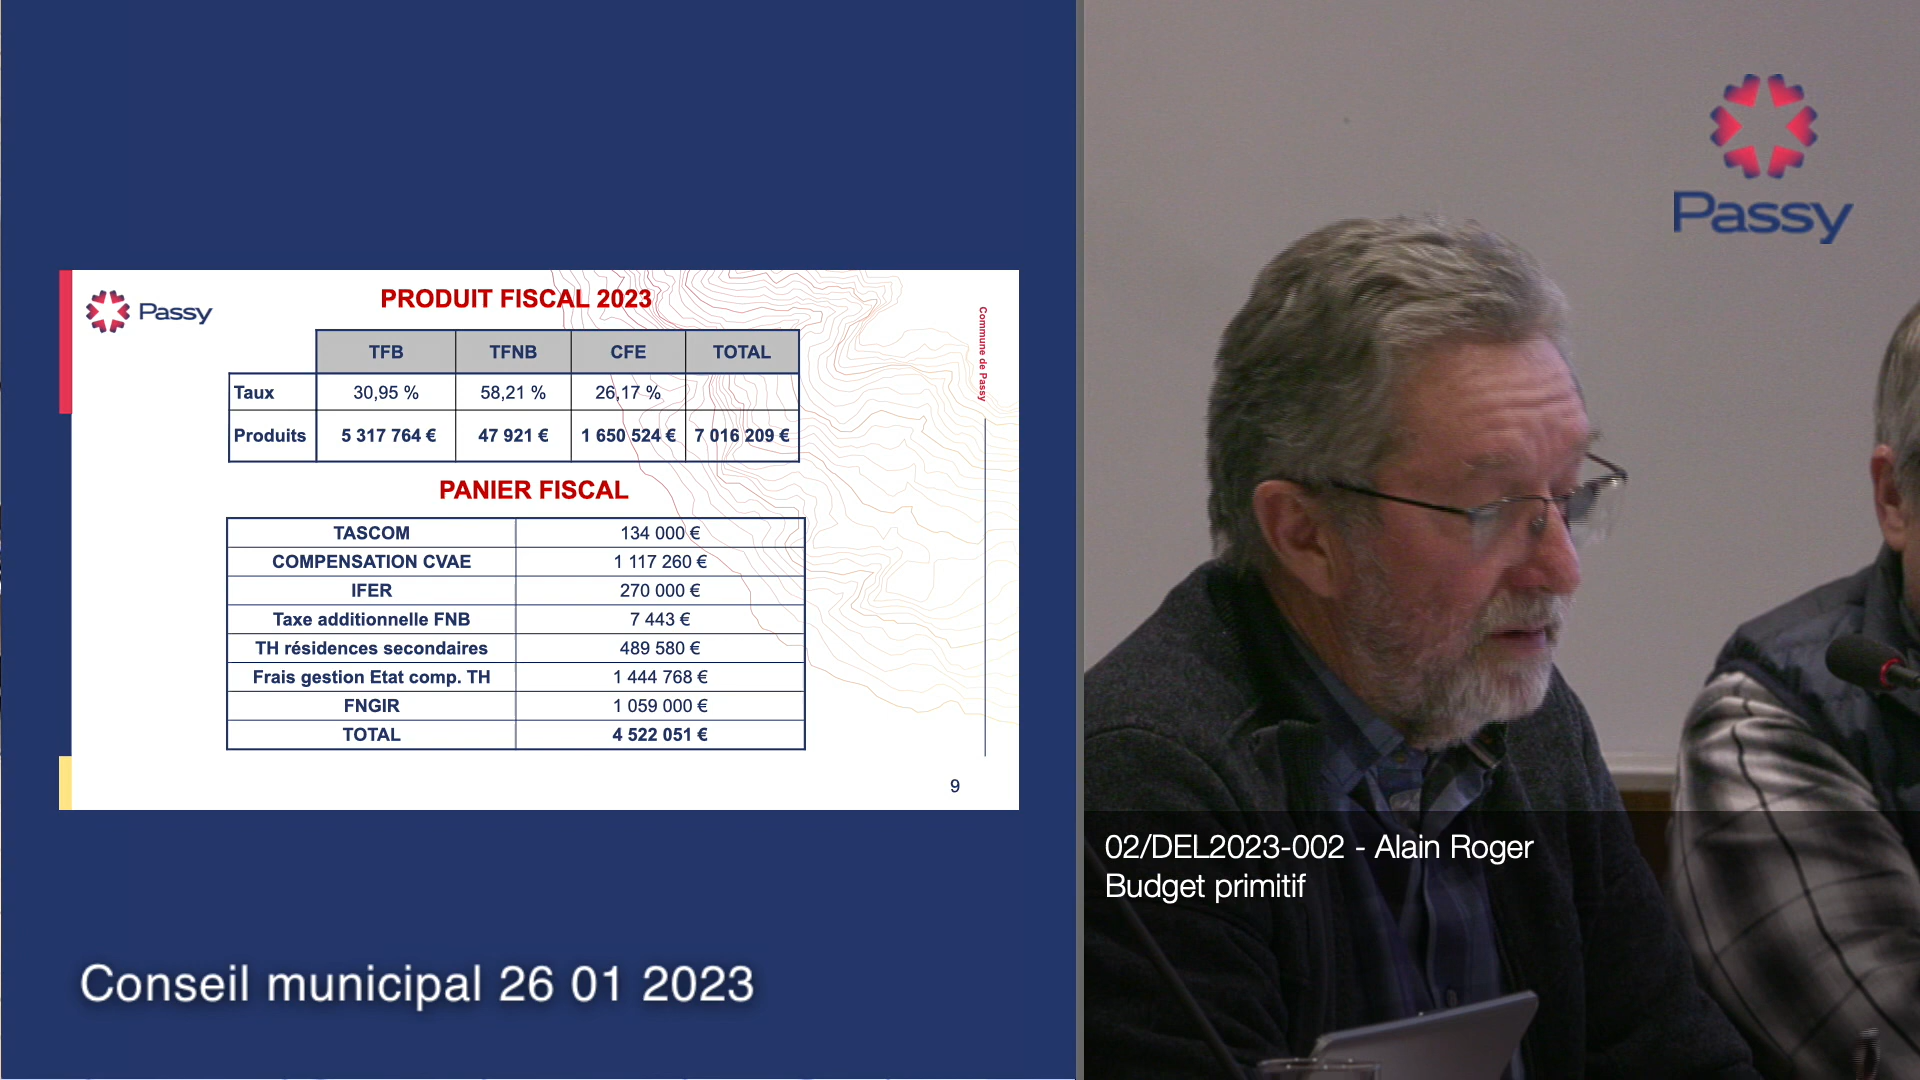 Passy
PRODUIT FISCAL 2023
TFB TFNB CFE TOTAL
Taux 30,95 % 58,21 % 26,17 %
Produits 5 317 764 € 47 921 € 1 650 524 € 7 016 209 €
PANIER FISCAL
TASCOM 134 000 €
COMPENSATION CVAE 1 117 260 €
IFER 270 000 €
Taxe additionnelle FNB 7 443 €
TH résidences secondaires 489 580 €
Frais gestion Etat comp. TH 1 444 768 €
FNGIR 1 059 000 €
TOTAL 4 522 051 €
Commune de Passy
9
Conseil municipal 26 01 2023
Passy
02/DEL2023-002 - Alain Roger
Budget primitif